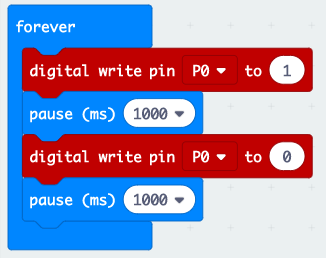 forever
digital write pin P0 to 1
pause (ms) 1000
digital write pin P0 to 0
pause (ms) 1000